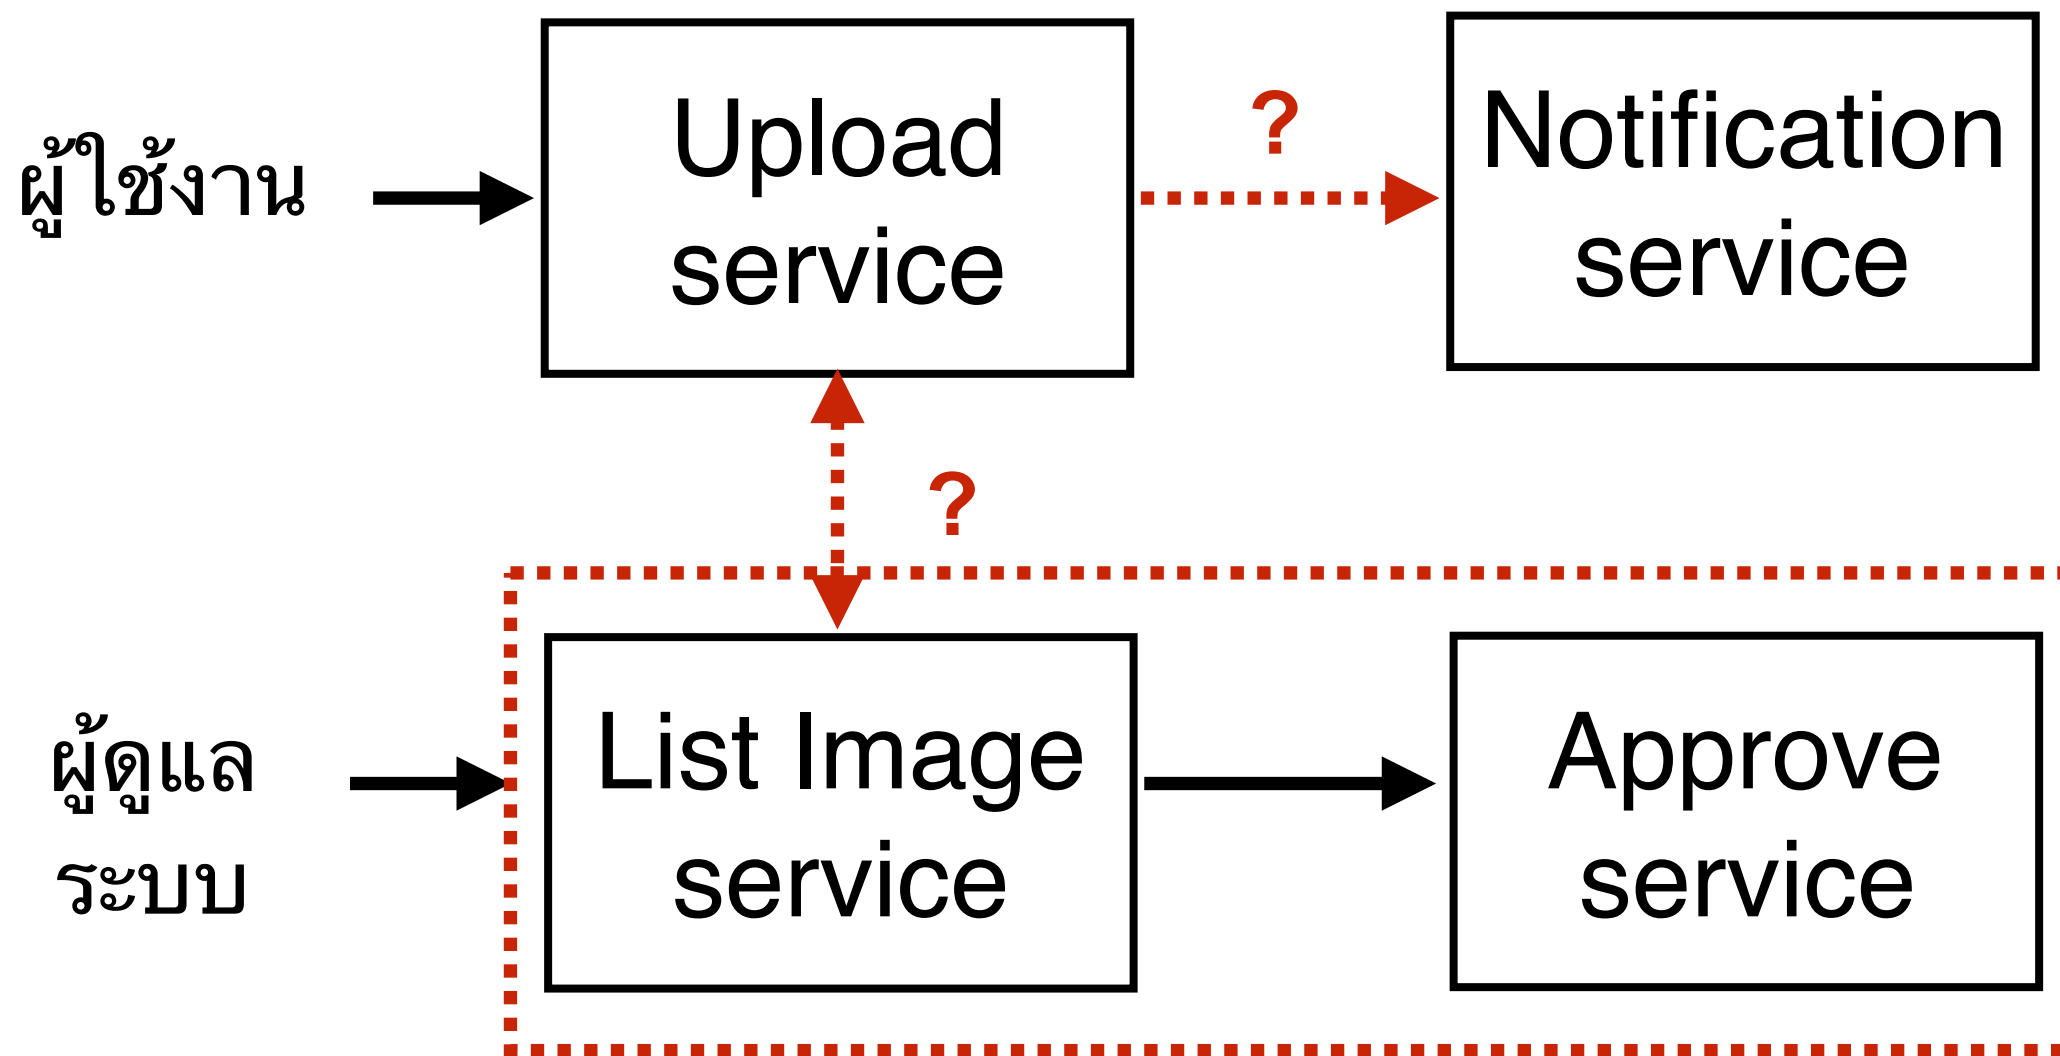 ผู้ใช้งาน
Upload
service
?
Notification
service
?
ผู้ดูแล
ระบบ
List Image
service
Approve
service